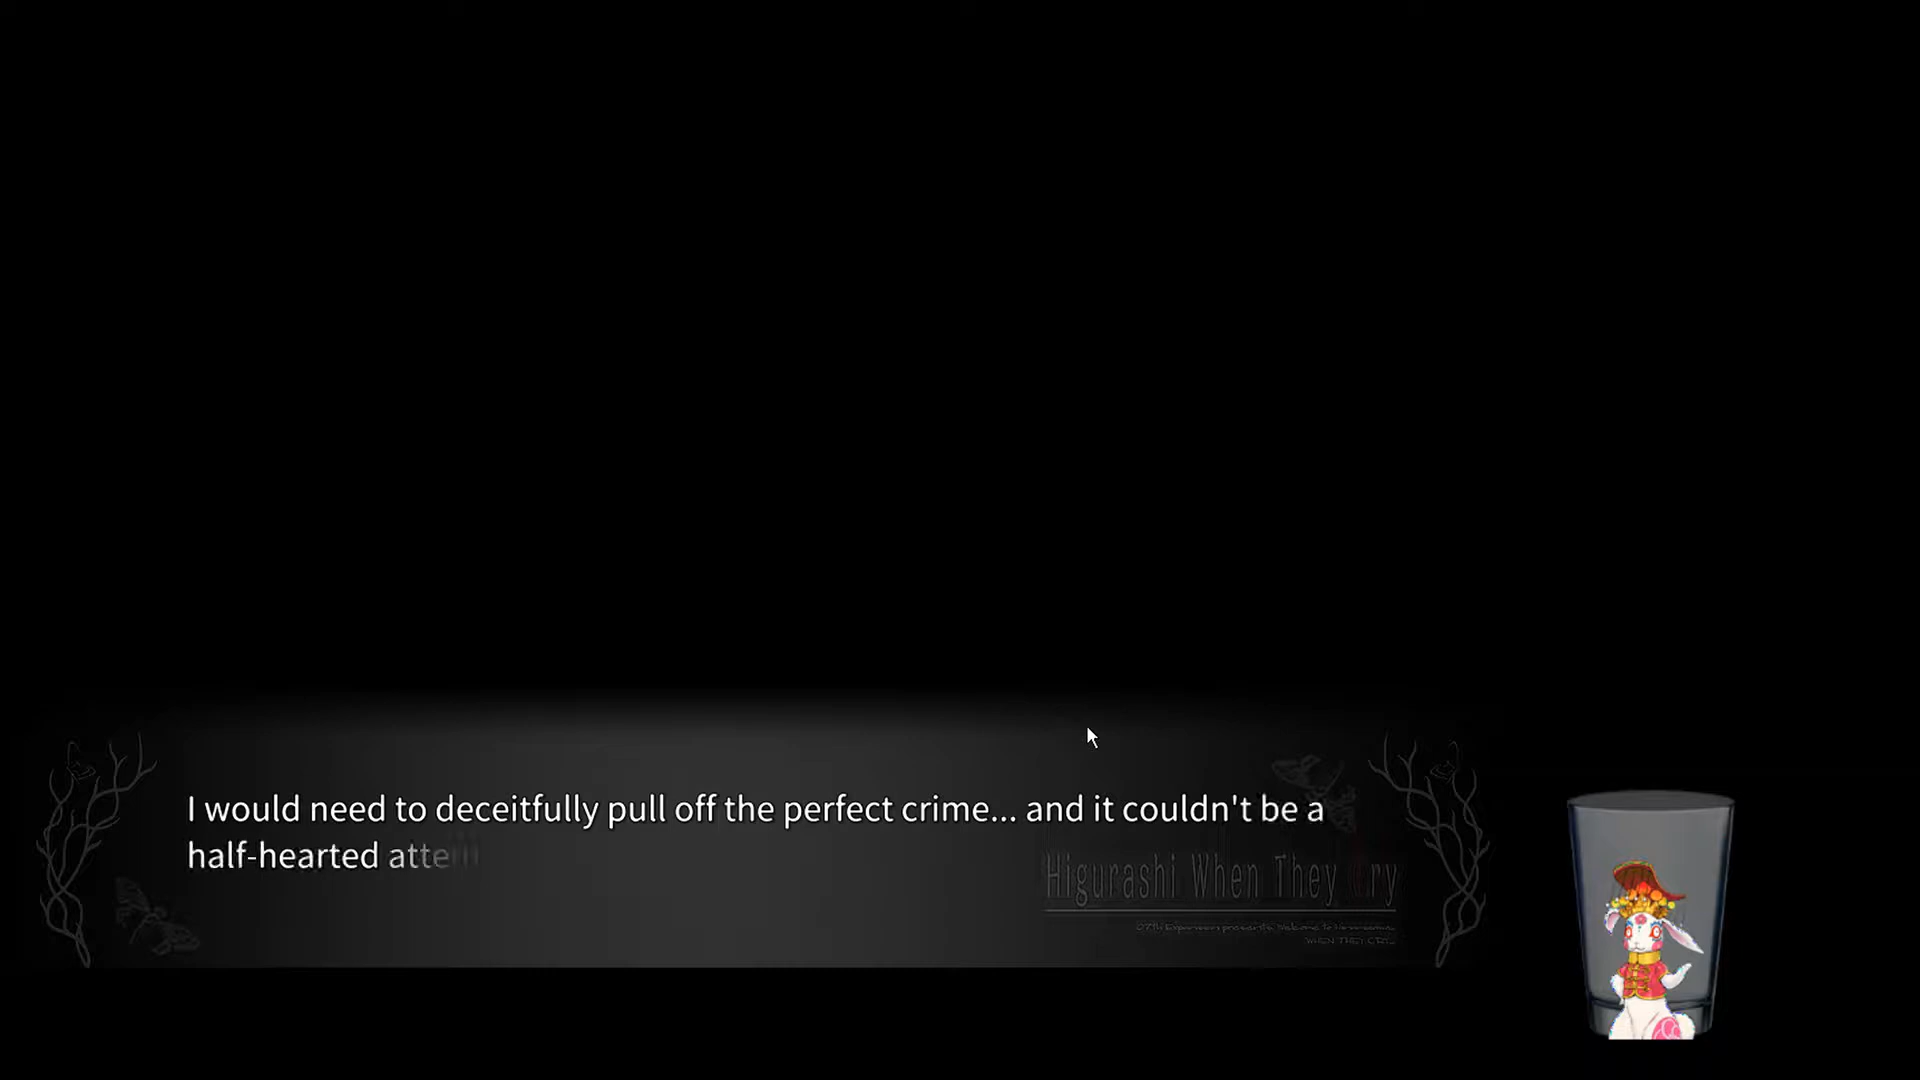 I would need to deceitfully pull off the perfect crime... and it couldn't be a
half-hearted atte
Higurashi When They Cry